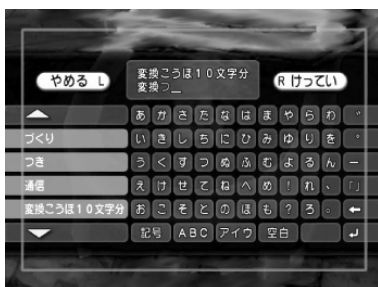 やめる L
変換こうほ10文字分
変換つ_
R けってい
あ か さ た な は ま や ら わ ゛
づくり
い き し ち に ひ み ゆ り を ゜
つき
う く す つ ぬ ふ む よ る ん ー
通信
え け せ て ね へ め ! れ 、 「」
変換こうほ10文字分
お こ そ と の ほ も ? ろ 。 ←
記号 ABC アイウ 空白 ↲